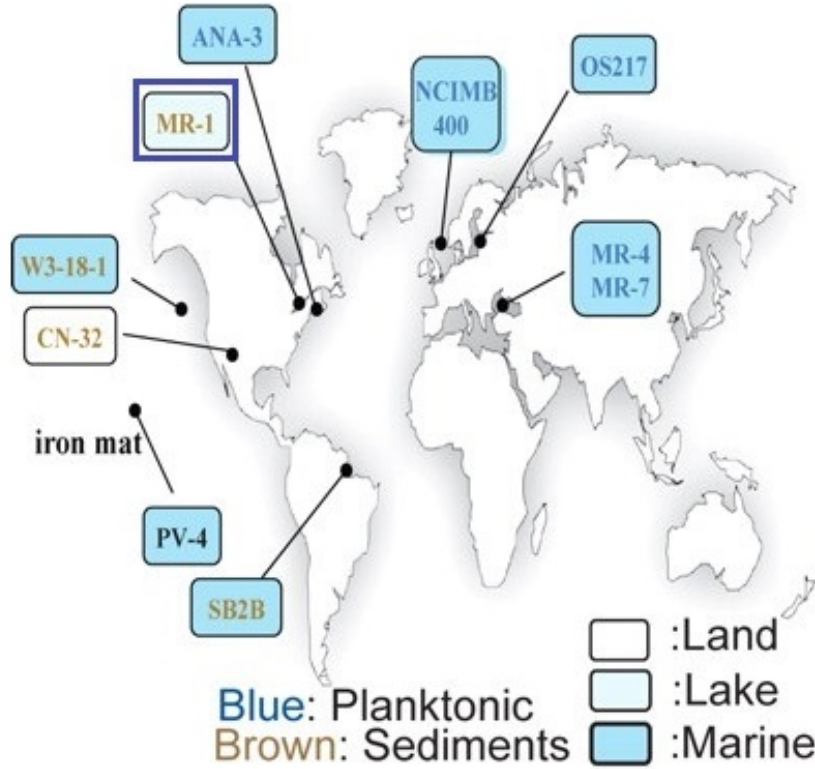 ANA-3
MR-1
NCIMB
400
OS217
W3-18-1
MR-4
MR-7
CN-32
iron mat
PV-4
SB2B
:Land
:Lake
:Marine
Blue: Planktonic
Brown: Sediments